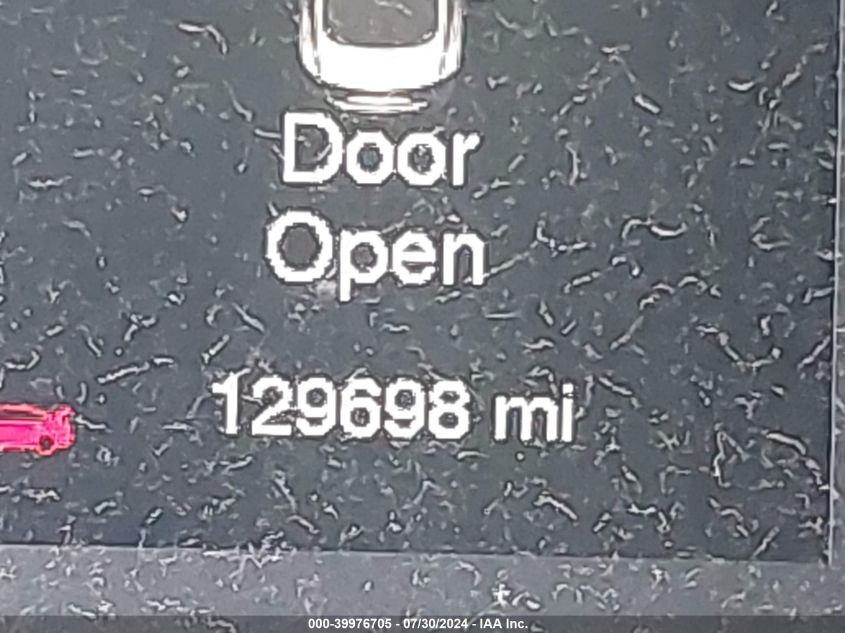 Door
Open
129698 mi
000-39976705 - 07/30/2024 - IAA Inc.